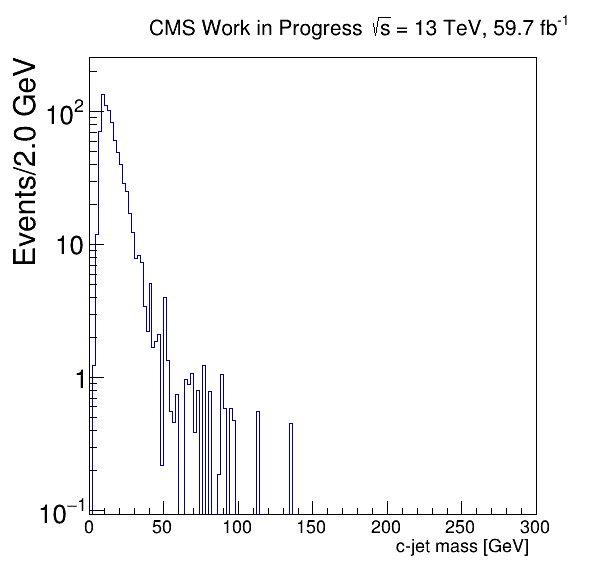 CMS Work in Progress √s = 13 TeV, 59.7 fb⁻¹
Events/2.0 GeV
10²
10
1
10⁻¹
0 50 100 150 200 250 300
c-jet mass [GeV]